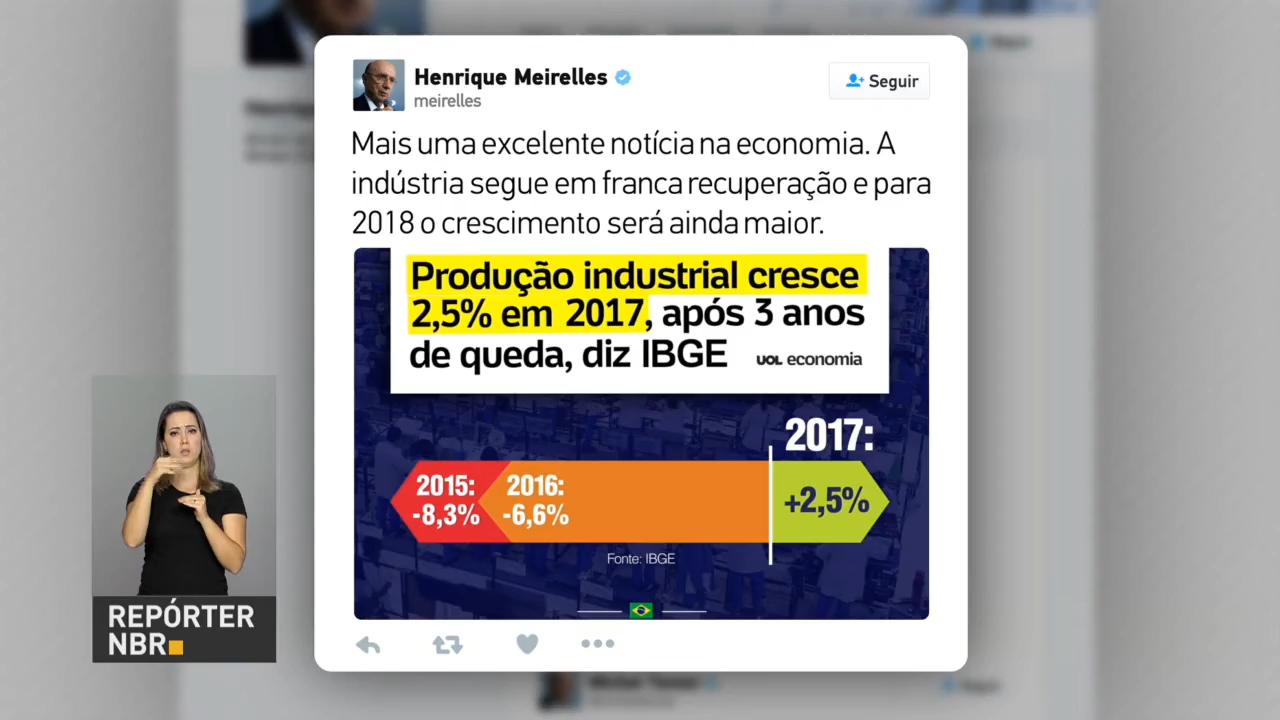 Henrique Meirelles
meirelles
Seguir
Mais uma excelente notícia na economia. A
indústria segue em franca recuperação e para
2018 o crescimento será ainda maior.
Produção industrial cresce
2,5% em 2017, após 3 anos
de queda, diz IBGE
UOL economia
2017:
2015:
-8,3%
2016:
-6,6%
+2,5%
Fonte: IBGE
REPÓRTER
NBR